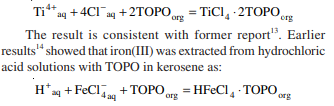 Ti⁴⁺aq +4Cl⁻aq +2TOPOorg = TiCl₄ ·2TOPOorg
The result is consistent with former report¹³. Earlier
results¹⁴ showed that iron(III) was extracted from hydrochloric
acid solutions with TOPO in kerosene as:
H⁺aq +FeCl₄⁻aq +TOPOorg = HFeCl₄ ·TOPOorg